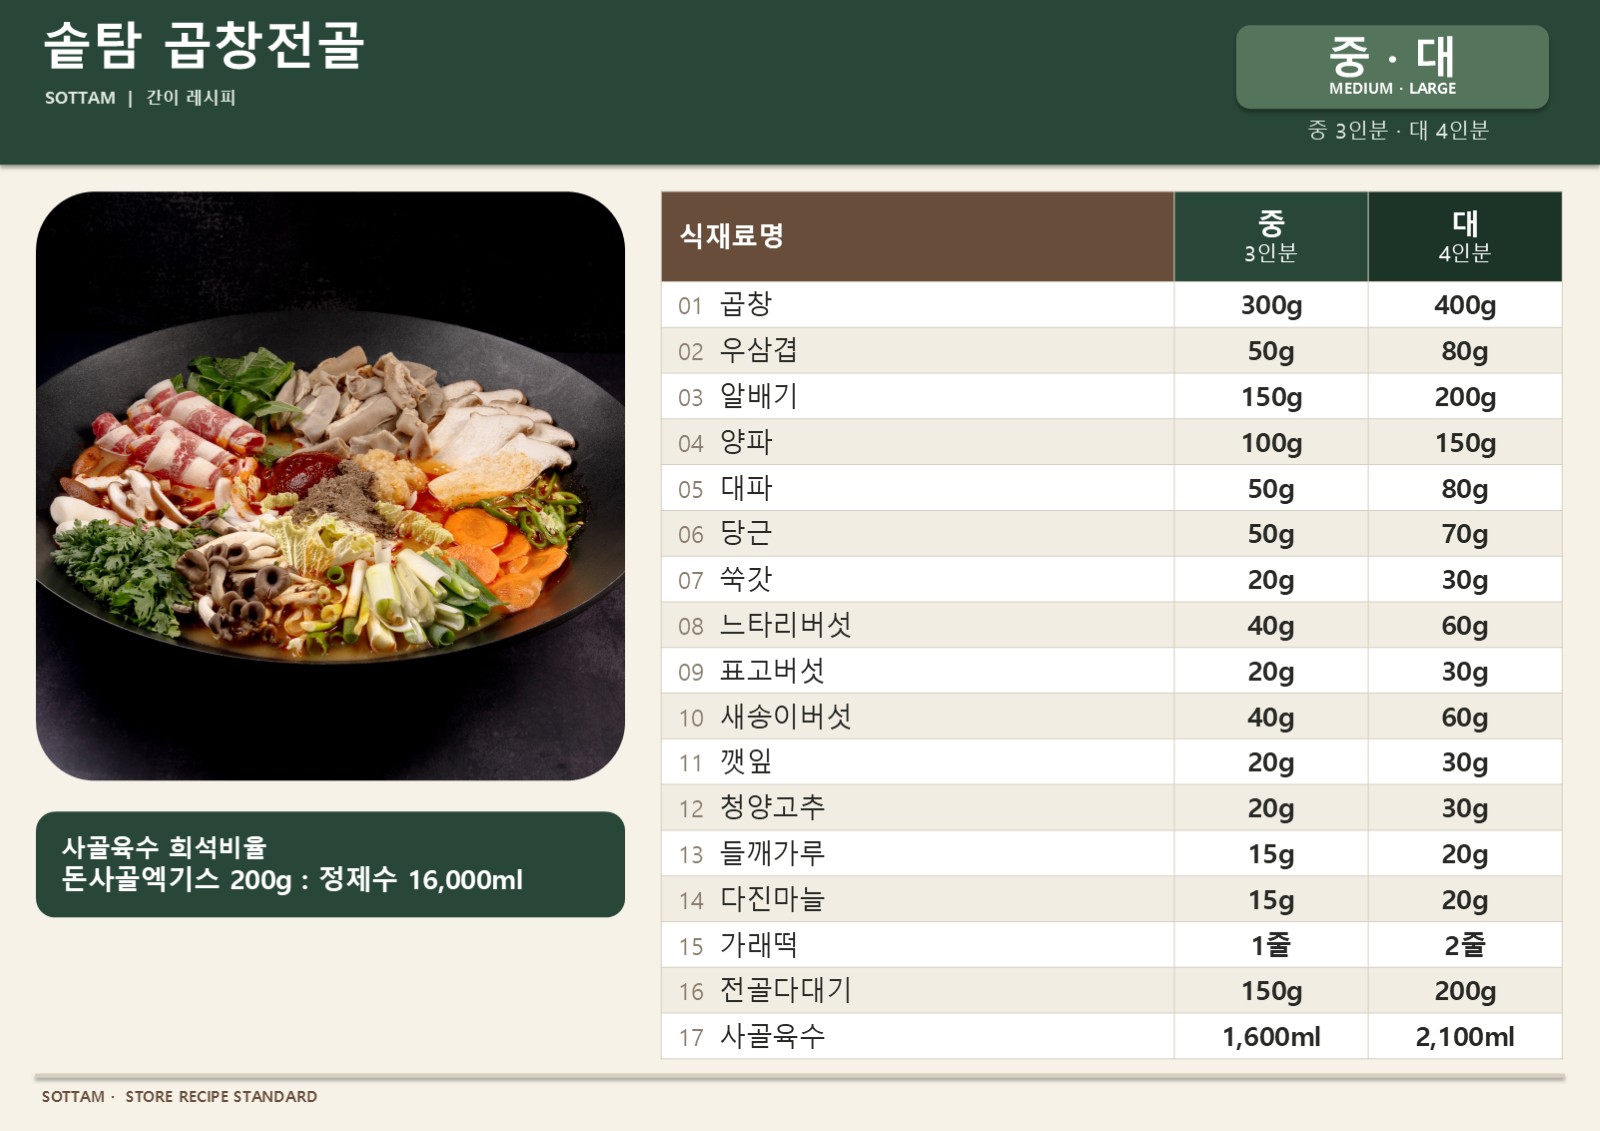 솥탐 곱창전골
SOTTAM | 간이 레시피
중 · 대
MEDIUM · LARGE
중 3인분 · 대 4인분
식재료명 중 대
3인분 4인분
01 곱창 300g 400g
02 우삼겹 50g 80g
03 알배기 150g 200g
04 양파 100g 150g
05 대파 50g 80g
06 당근 50g 70g
07 쑥갓 20g 30g
08 느타리버섯 40g 60g
09 표고버섯 20g 30g
10 새송이버섯 40g 60g
11 깻잎 20g 30g
12 청양고추 20g 30g
13 들깨가루 15g 20g
14 다진마늘 15g 20g
15 가래떡 1줄 2줄
16 전골다대기 150g 200g
17 사골육수 1,600ml 2,100ml
사골육수 희석비율
돈사골엑기스 200g : 정제수 16,000ml
SOTTAM · STORE RECIPE STANDARD